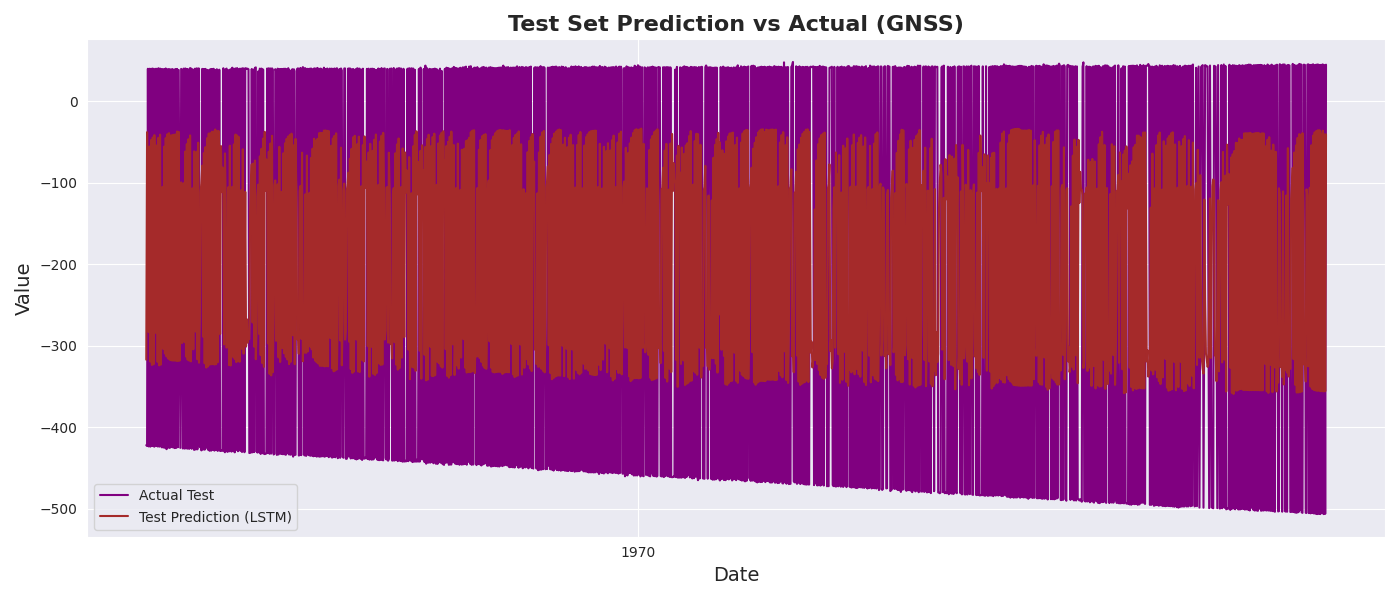 Test Set Prediction vs Actual (GNSS)
0
−100
−200
−300
−400
−500
Value
Actual Test
Test Prediction (LSTM)
1970
Date